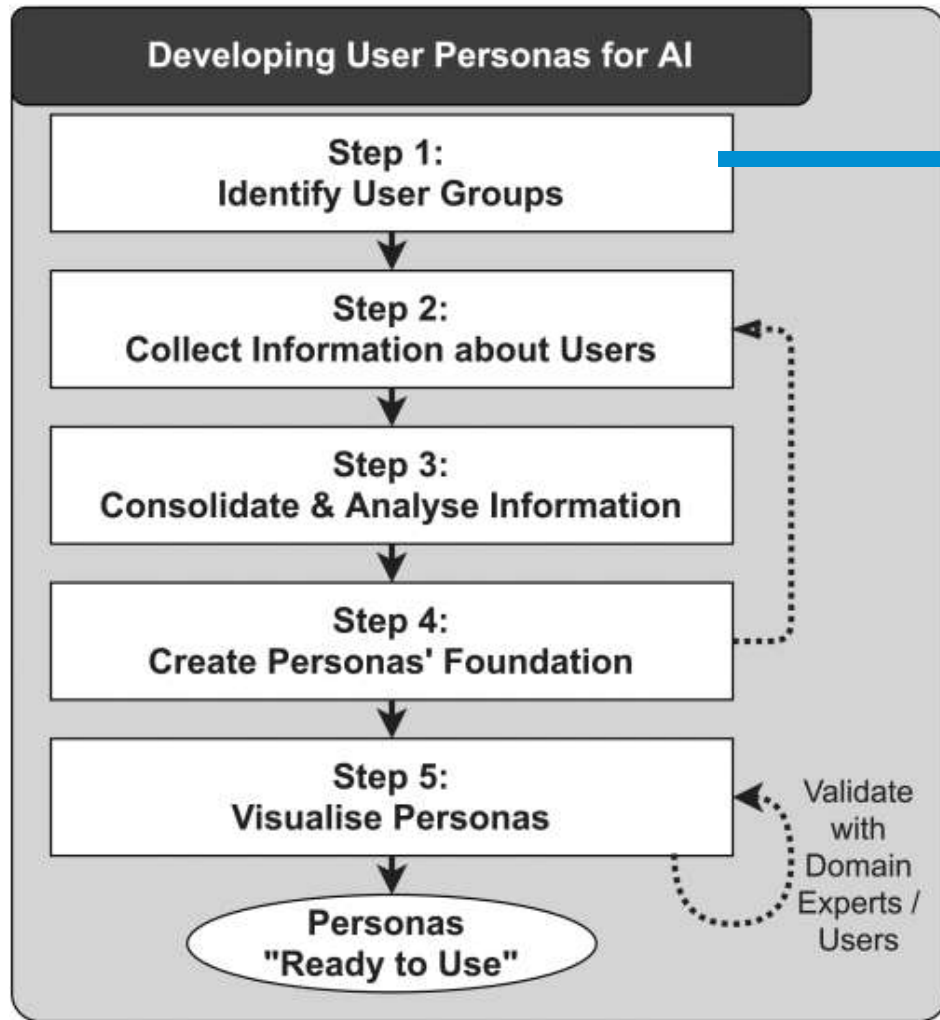 Developing User Personas for AI
Step 1:
Identify User Groups
Step 2:
Collect Information about Users
Step 3:
Consolidate & Analyse Information
Step 4:
Create Personas' Foundation
Step 5:
Visualise Personas
Validate
with
Domain
Experts /
Users
Personas
"Ready to Use"